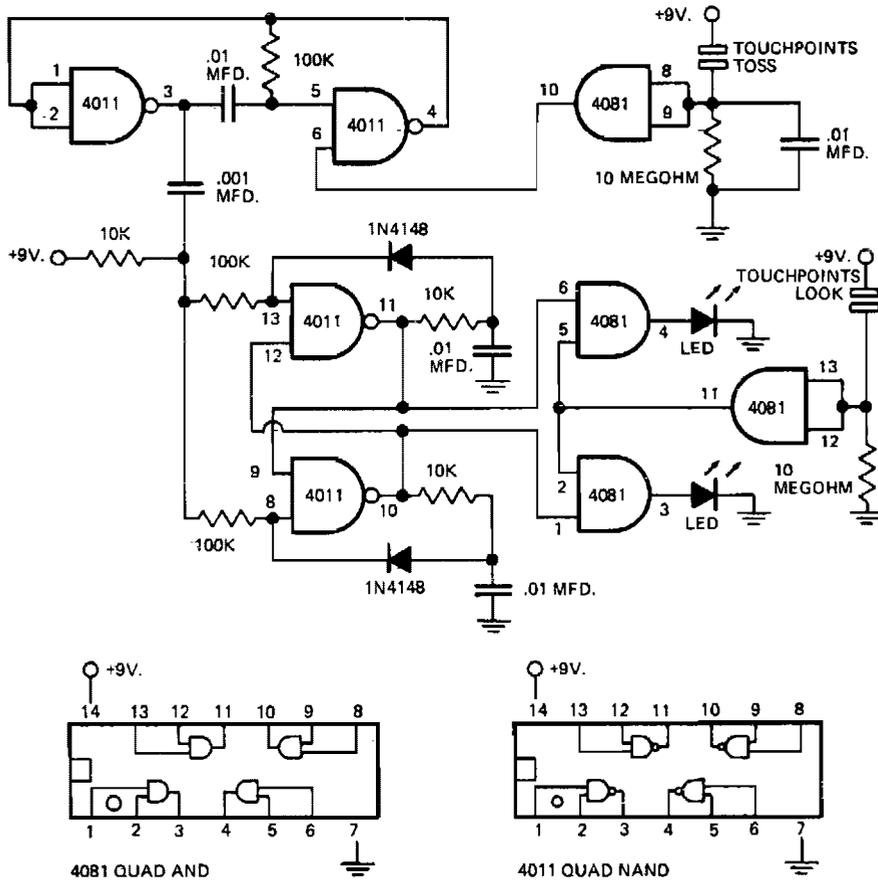 +9V.
TOUCHPOINTS
TOSS
.01
MFD.
100K
1
2
4011
3
5
6
4011
4
10
4081
8
9
10 MEGOHM
.01
MFD.
.001
MFD.
+9V.
10K
100K
1N4148
13
12
4011
11
10K
.01
MFD.
6
5
4081
4
LED
+9V.
TOUCHPOINTS
LOOK
11
4081
13
12
10
MEGOHM
9
8
4011
10
10K
100K
1N4148
.01 MFD.
2
1
4081
3
LED
+9V.
14 13 12 11 10 9 8
1 2 3 4 5 6 7
4081 QUAD AND
+9V.
14 13 12 11 10 9 8
1 2 3 4 5 6 7
4011 QUAD NAND